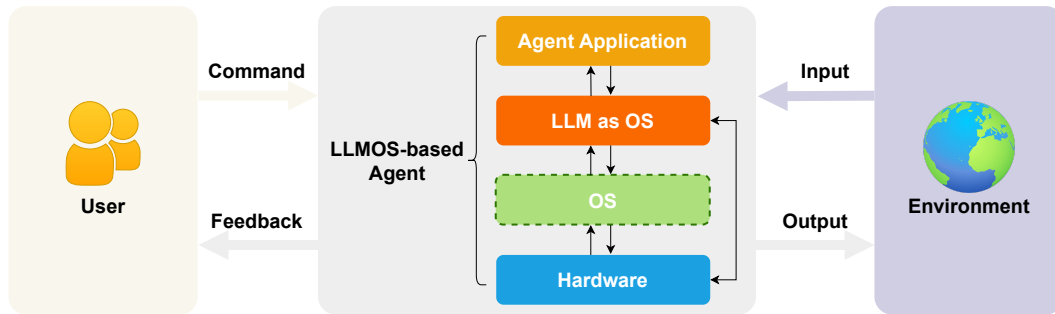 Agent Application
Command
Input
LLM as OS
LLMOS-based
Agent
OS
User
Environment
Feedback
Output
Hardware